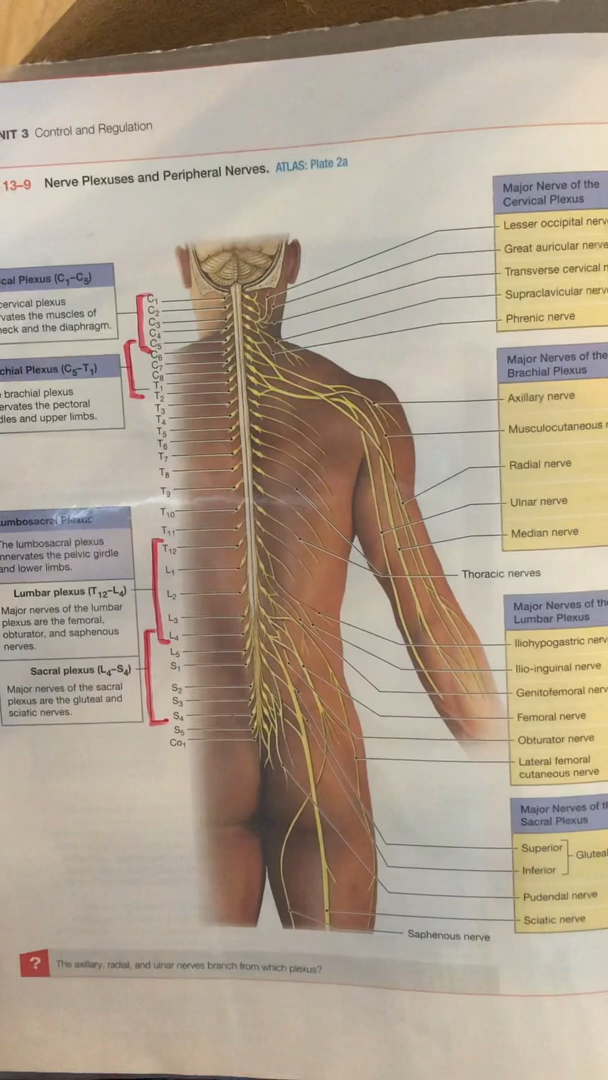 NIT 3 Control and Regulation
13–9 Nerve Plexuses and Peripheral Nerves. ATLAS: Plate 2a
ical Plexus (C1–C5)
cervical plexus
vates the muscles of
neck and the diaphragm.
chial Plexus (C5–T1)
brachial plexus
ervates the pectoral
dles and upper limbs.
umbosacral Plexus
The lumbosacral plexus
nnervates the pelvic girdle
and lower limbs.
Lumbar plexus (T12–L4)
Major nerves of the lumbar
plexus are the femoral,
obturator, and saphenous
nerves.
Sacral plexus (L4–S4)
Major nerves of the sacral
plexus are the gluteal and
sciatic nerves.
C1
C2
C3
C4
C5
C6
C7
C8
T1
T2
T3
T4
T5
T6
T7
T8
T9
T10
T11
T12
L1
L2
L3
L4
L5
S1
S2
S3
S4
S5
Co1
Major Nerve of the
Cervical Plexus
Lesser occipital nerv
Great auricular nerve
Transverse cervical n
Supraclavicular nerv
Phrenic nerve
Major Nerves of the
Brachial Plexus
Axillary nerve
Musculocutaneous n
Radial nerve
Ulnar nerve
Median nerve
Thoracic nerves
Major Nerves of the
Lumbar Plexus
Iliohypogastric nerv
Ilio-inguinal nerve
Genitofemoral nerv
Femoral nerve
Obturator nerve
Lateral femoral
cutaneous nerve
Major Nerves of th
Sacral Plexus
Superior
Gluteal
Inferior
Pudendal nerve
Sciatic nerve
Saphenous nerve
? The axillary, radial, and ulnar nerves branch from which plexus?